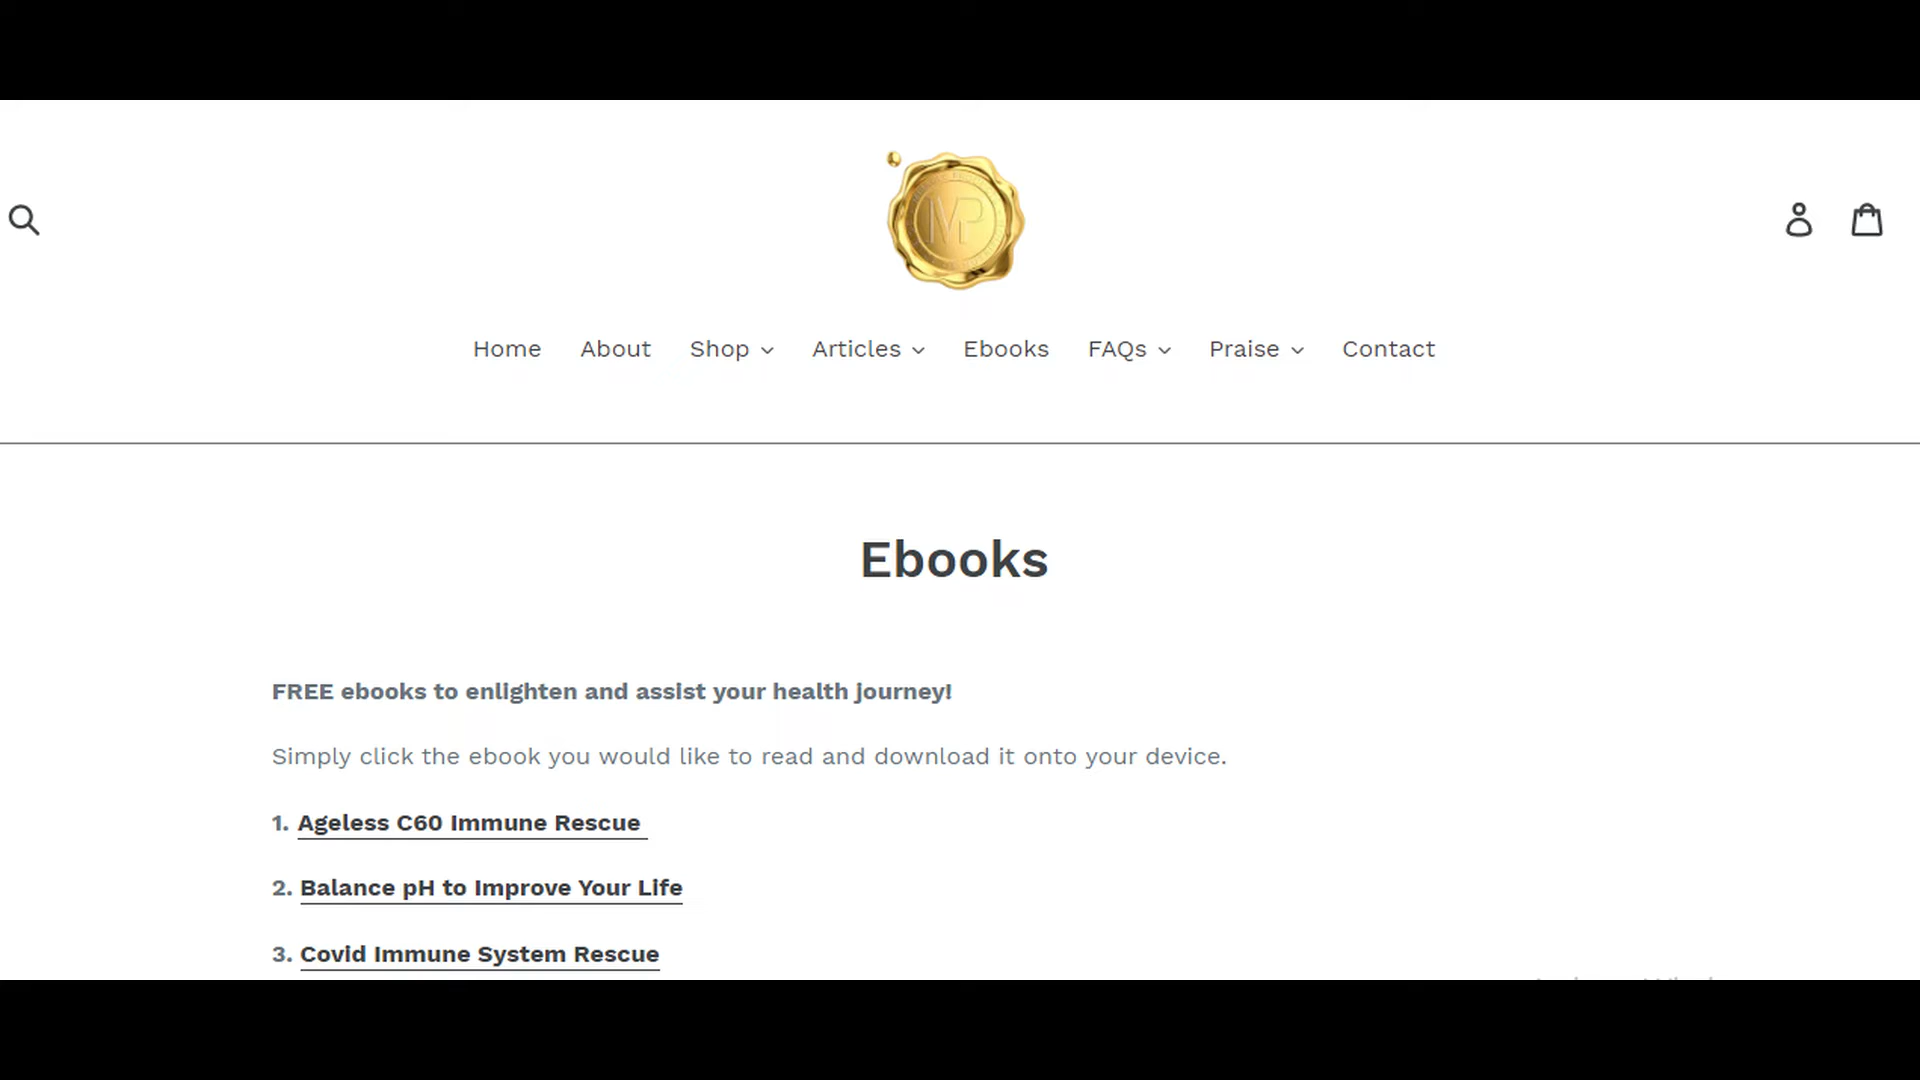 MP
Home About Shop Articles Ebooks FAQs Praise Contact
Ebooks
FREE ebooks to enlighten and assist your health journey!
Simply click the ebook you would like to read and download it onto your device.
1. Ageless C60 Immune Rescue
2. Balance pH to Improve Your Life
3. Covid Immune System Rescue